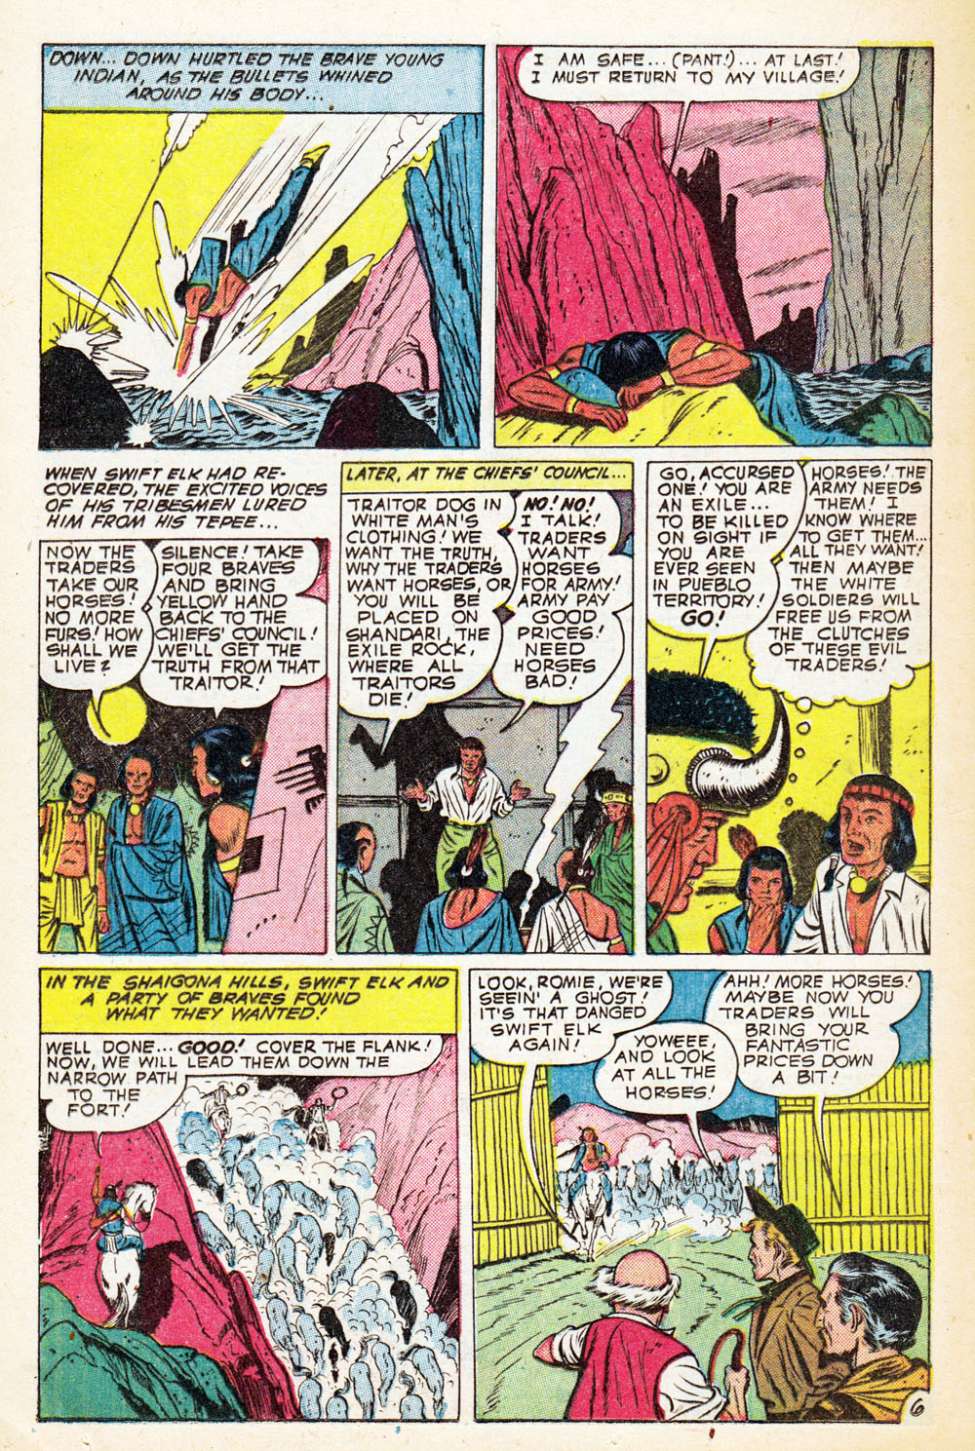 DOWN... DOWN HURTLED THE BRAVE YOUNG
INDIAN, AS THE BULLETS WHINED
AROUND HIS BODY...
I AM SAFE... (PANT!)... AT LAST!
I MUST RETURN TO MY VILLAGE!
WHEN SWIFT ELK HAD RE-
COVERED, THE EXCITED VOICES
OF HIS TRIBESMEN LURED
HIM FROM HIS TEPEE...
NOW THE
TRADERS
TAKE OUR
HORSES!
NO MORE
FURS! HOW
SHALL WE
LIVE?
SILENCE! TAKE
FOUR BRAVES
AND BRING
YELLOW HAND
BACK TO THE
CHIEFS' COUNCIL!
WE'LL GET THE
TRUTH FROM THAT
TRAITOR!
LATER, AT THE CHIEFS' COUNCIL...
TRAITOR DOG IN
WHITE MAN'S
CLOTHING! WE
WANT THE TRUTH,
WHY THE TRADERS
WANT HORSES, OR
YOU WILL BE
PLACED ON
SHANDARI, THE
EXILE ROCK,
WHERE ALL
TRAITORS
DIE!
NO! NO!
I TALK!
TRADERS
WANT
HORSES
FOR ARMY!
ARMY PAY
GOOD
PRICES!
NEED
HORSES
BAD!
GO, ACCURSED
ONE! YOU ARE
AN EXILE...
TO BE KILLED
ON SIGHT IF
YOU ARE
EVER SEEN
IN PUEBLO
TERRITORY!
GO!
HORSES! THE
ARMY NEEDS
THEM! I
KNOW WHERE
TO GET THEM...
ALL THEY WANT!
THEN MAYBE
THE WHITE
SOLDIERS WILL
FREE US FROM
THE CLUTCHES
OF THESE EVIL
TRADERS!
IN THE SHAIGONA HILLS, SWIFT ELK AND
A PARTY OF BRAVES FOUND
WHAT THEY WANTED!
WELL DONE... GOOD! COVER THE FLANK!
NOW, WE WILL LEAD THEM DOWN THE
NARROW PATH
TO THE
FORT!
LOOK, ROMIE, WE'RE
SEEIN' A GHOST!
IT'S THAT DANGED
SWIFT ELK
AGAIN!
YOWEEE,
AND LOOK
AT ALL THE
HORSES!
AHH! MORE HORSES!
MAYBE NOW YOU
TRADERS WILL
BRING YOUR
FANTASTIC
PRICES DOWN
A BIT!
6